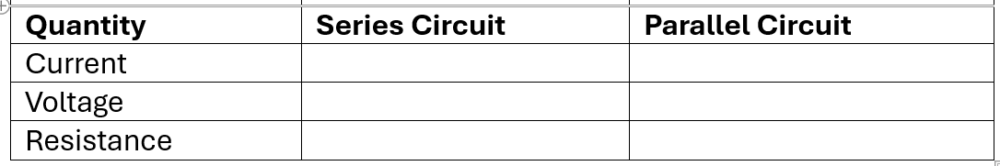 Quantity Series Circuit Parallel Circuit
Current
Voltage
Resistance